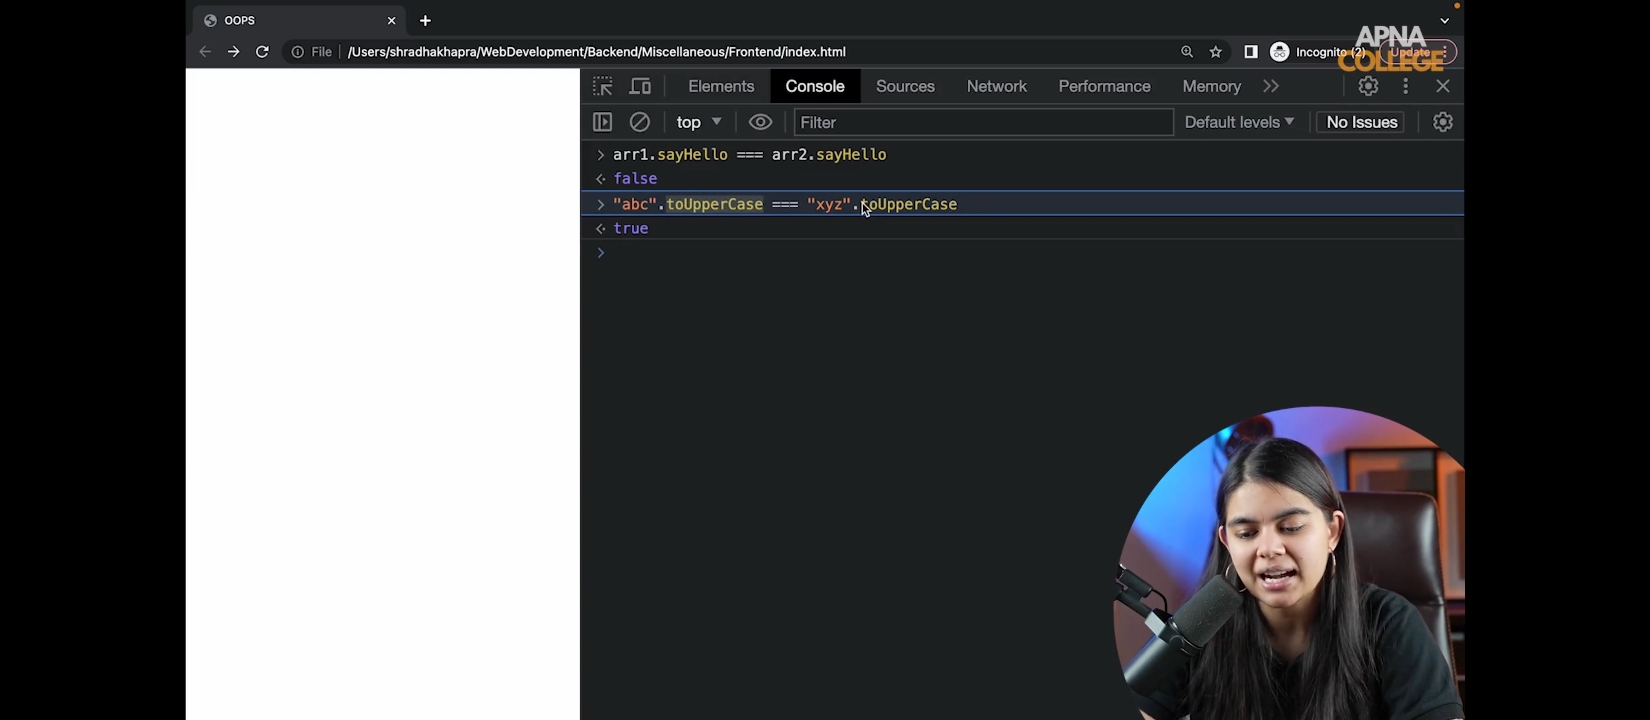 OOPS
File /Users/shradhakhapra/WebDevelopment/Backend/Miscellaneous/Frontend/index.html Incognito (2) Update
APNA
COLLEGE
Elements Console Sources Network Performance Memory
top Filter Default levels No Issues
> arr1.sayHello === arr2.sayHello
false
> "abc".toUpperCase === "xyz".toUpperCase
true
>